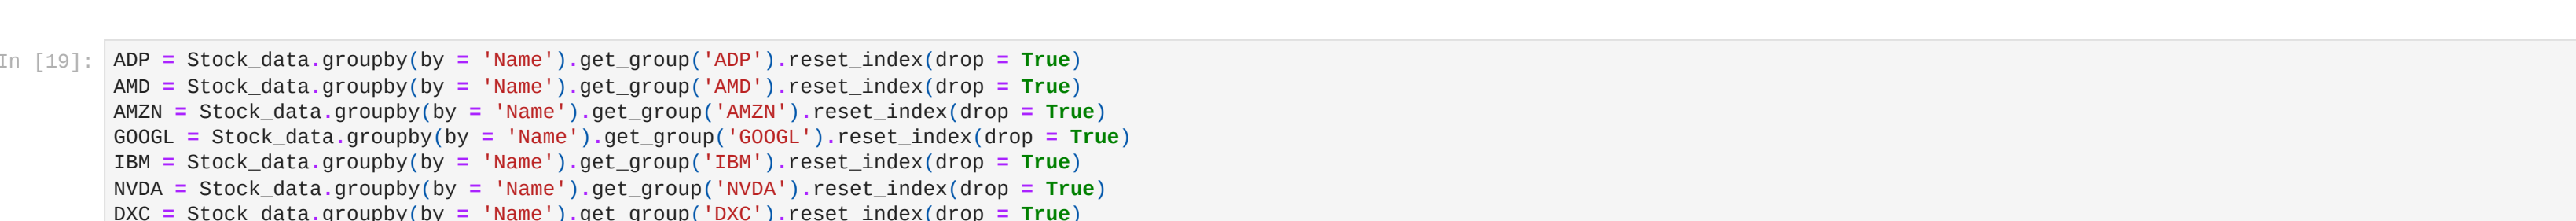 In [19]:
ADP = Stock_data.groupby(by = 'Name').get_group('ADP').reset_index(drop = True)
AMD = Stock_data.groupby(by = 'Name').get_group('AMD').reset_index(drop = True)
AMZN = Stock_data.groupby(by = 'Name').get_group('AMZN').reset_index(drop = True)
GOOGL = Stock_data.groupby(by = 'Name').get_group('GOOGL').reset_index(drop = True)
IBM = Stock_data.groupby(by = 'Name').get_group('IBM').reset_index(drop = True)
NVDA = Stock_data.groupby(by = 'Name').get_group('NVDA').reset_index(drop = True)
DXC = Stock_data.groupby(by = 'Name').get_group('DXC').reset_index(drop = True)